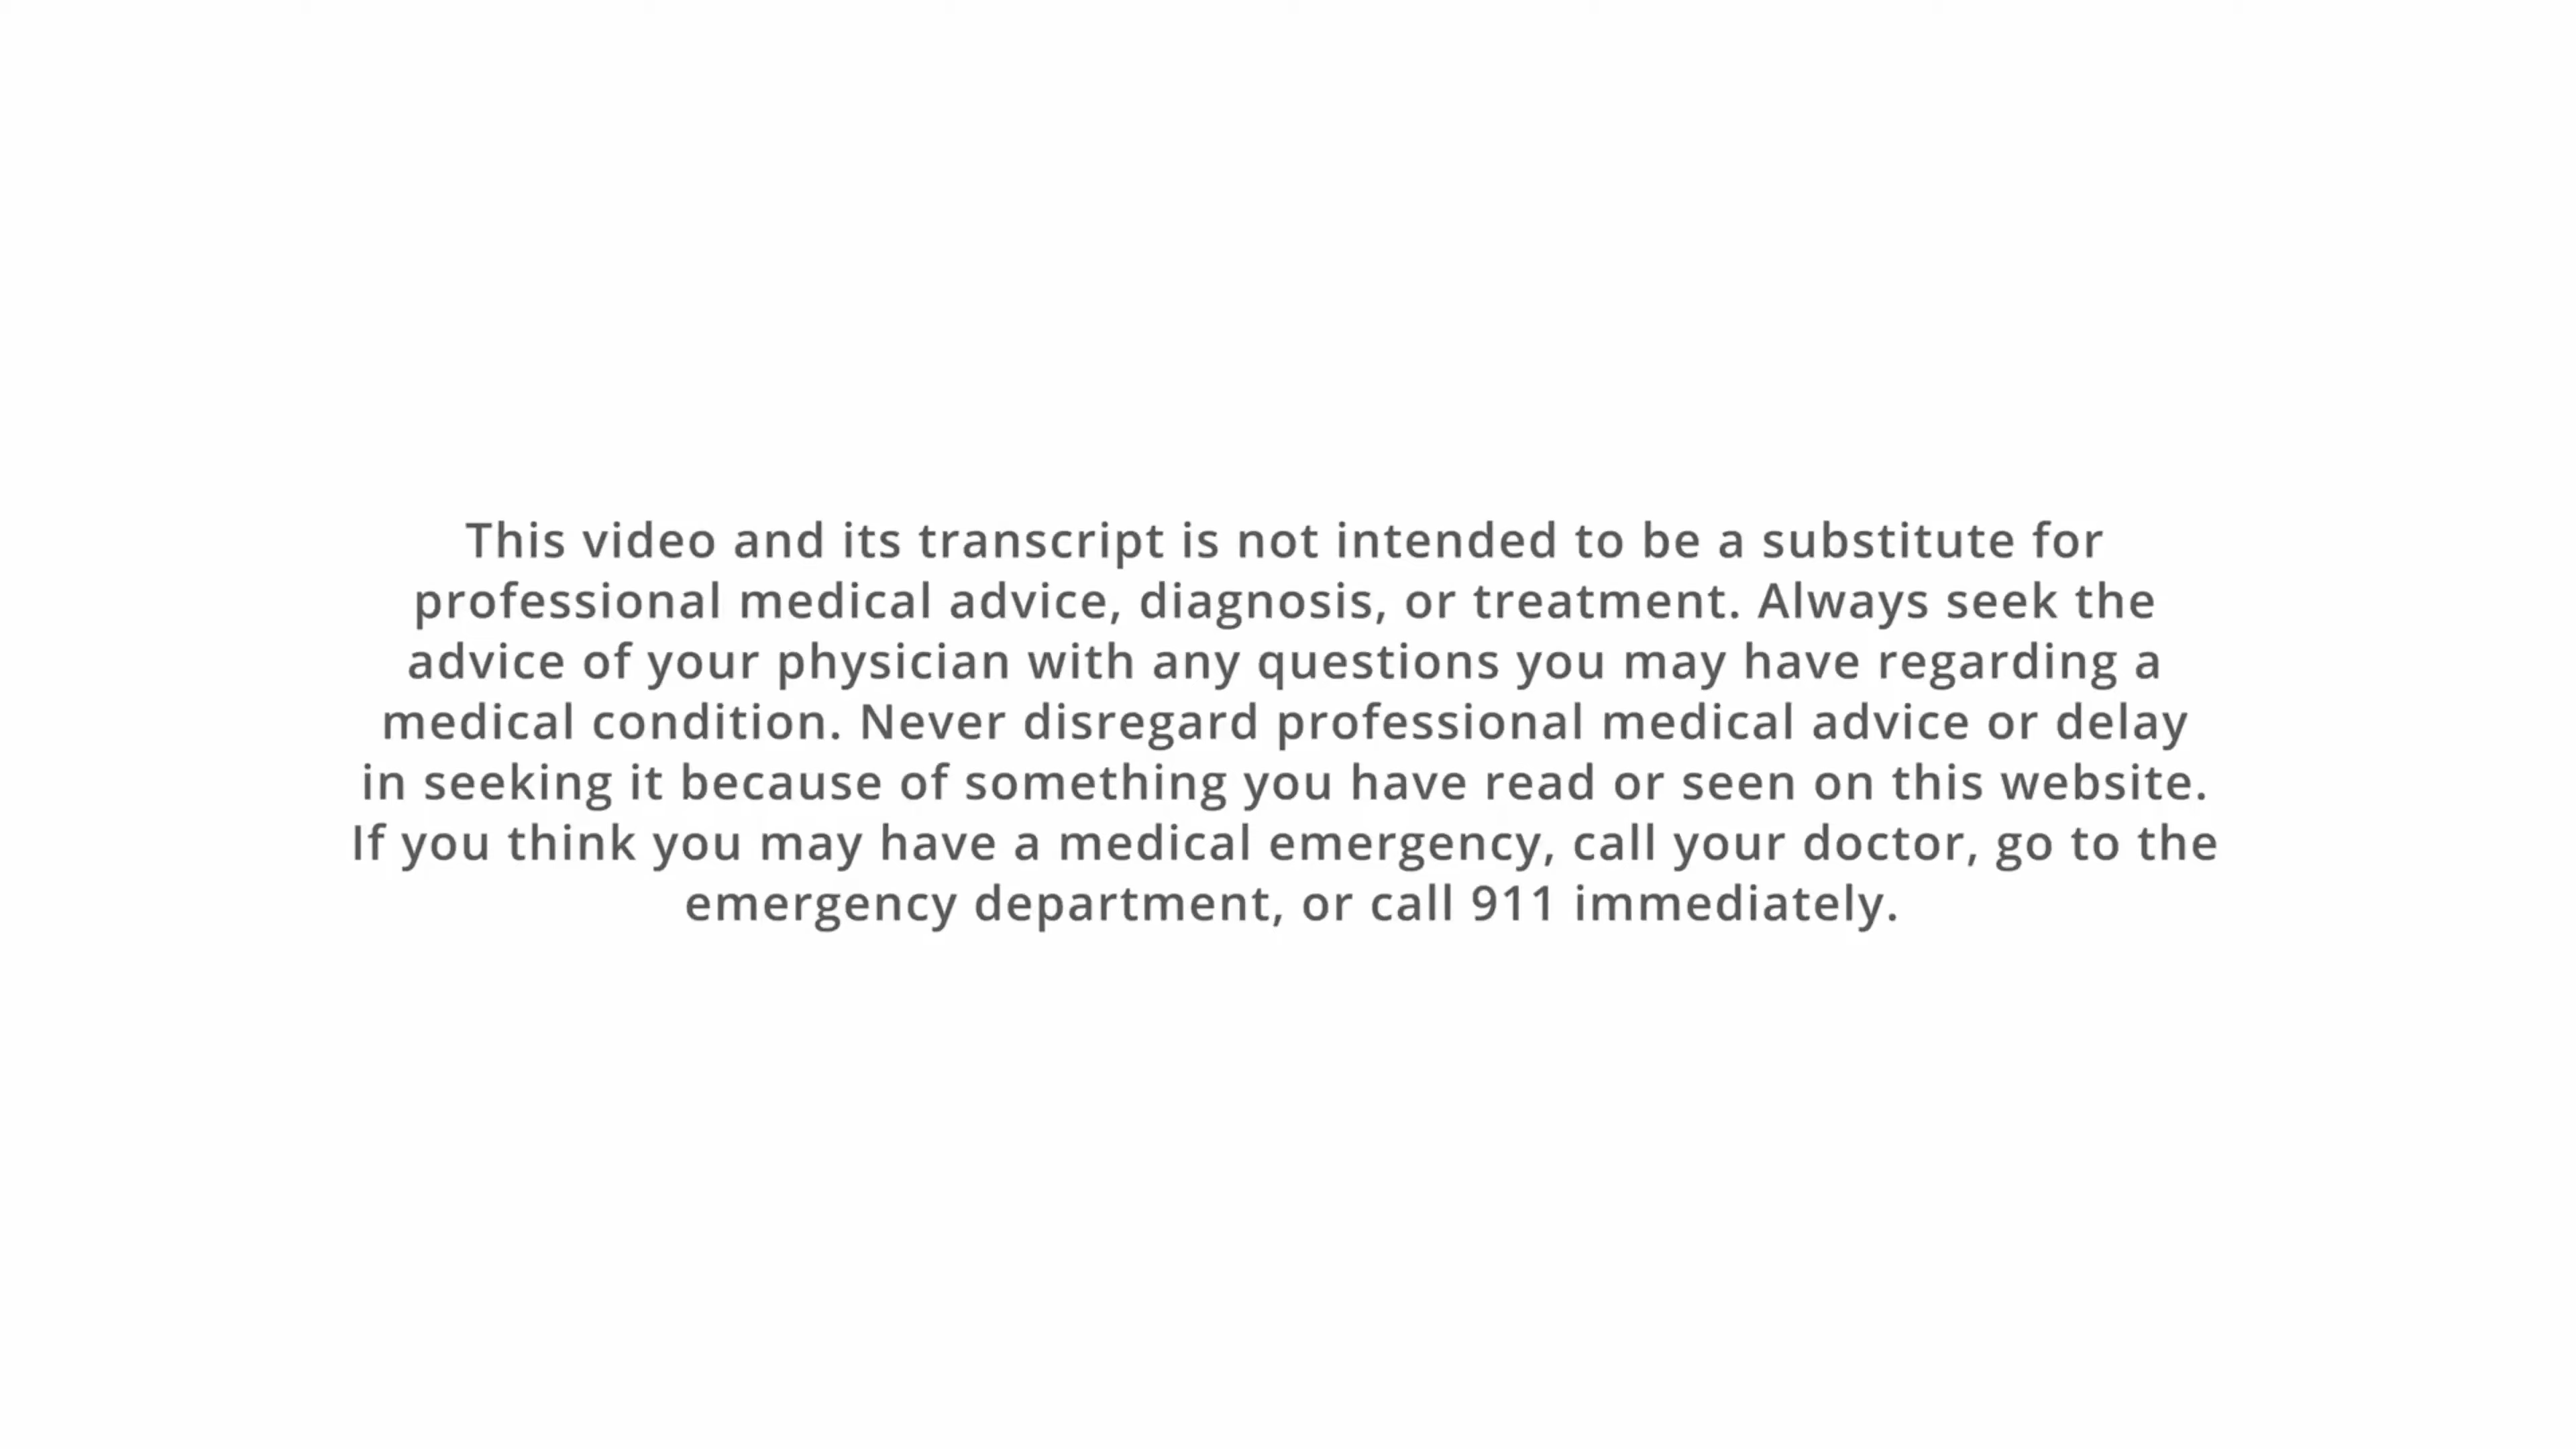 This video and its transcript is not intended to be a substitute for
professional medical advice, diagnosis, or treatment. Always seek the
advice of your physician with any questions you may have regarding a
medical condition. Never disregard professional medical advice or delay
in seeking it because of something you have read or seen on this website.
If you think you may have a medical emergency, call your doctor, go to the
emergency department, or call 911 immediately.